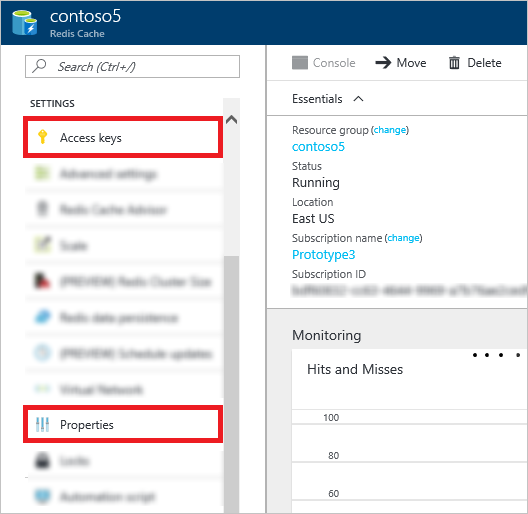 contoso5
Redis Cache
Search (Ctrl+/)
SETTINGS
Access keys
Advanced settings
Redis Cache Advisor
Scale
(PREVIEW) Redis Cluster Size
Redis data persistence
(PREVIEW) Schedule updates
Virtual Network
Properties
Locks
Automation script
Console
Move
Delete
Essentials
Resource group (change)
contoso5
Status
Running
Location
East US
Subscription name (change)
Prototype3
Subscription ID
Monitoring
Hits and Misses
100
80
60